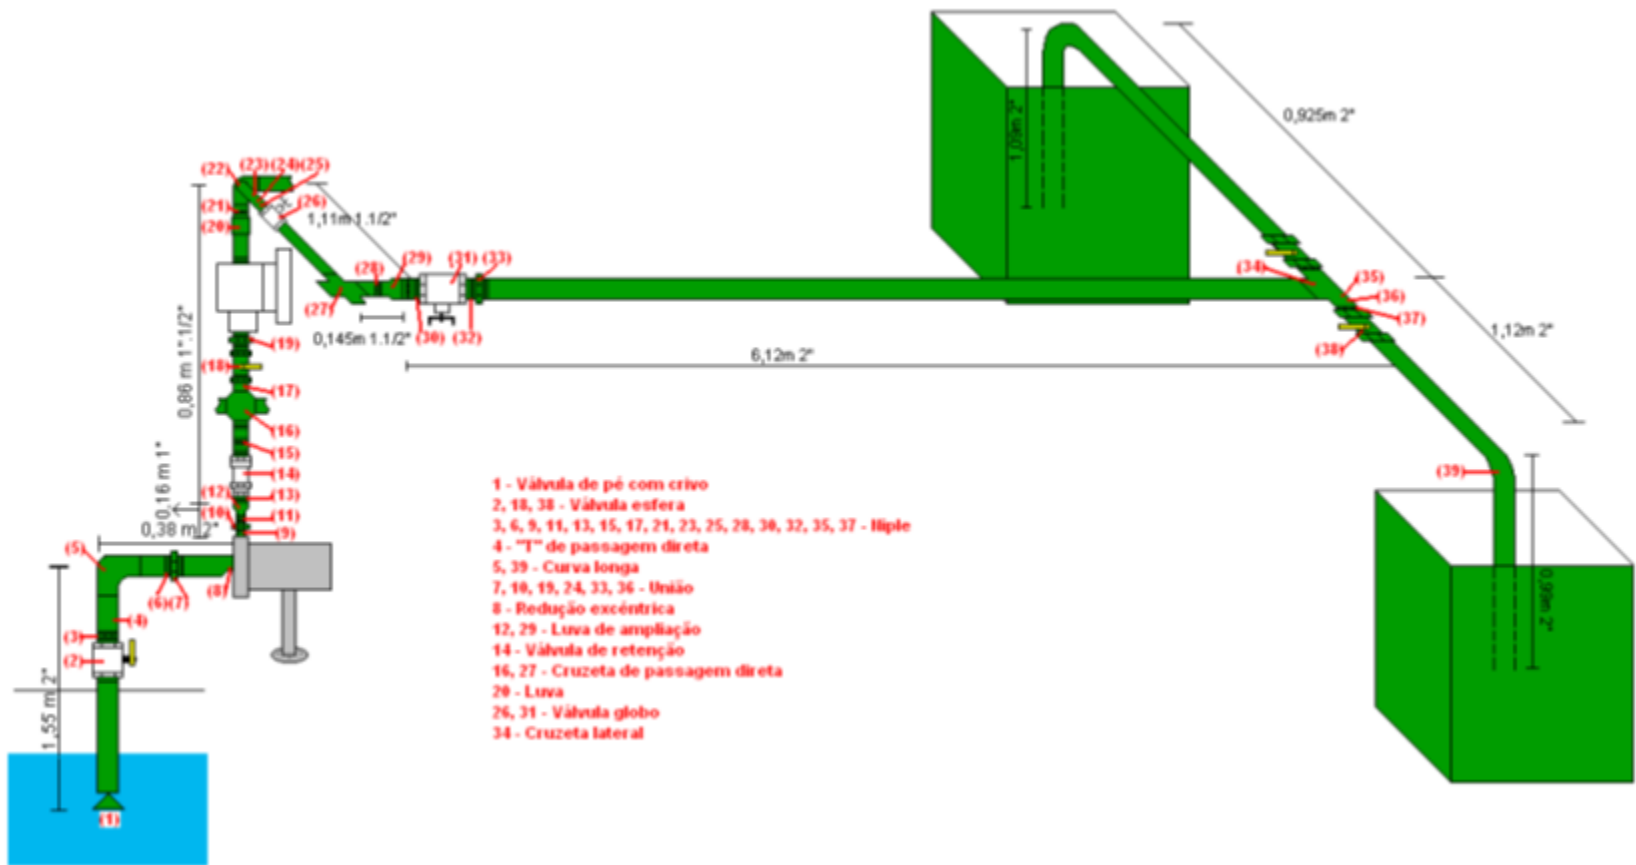 1,09m 2"
0,925m 2"
(22)
(23)
(24)
(25)
(21)
(26)
(20)
1,11m 1.1/2"
(28)
(29)
(31)
(33)
(34)
(35)
(36)
(27)
(37)
(19)
0,145m 1.1/2"
(30)
(32)
1,12m 2"
(38)
6,12m 2"
(18)
0,86 m 1".1/2"
(17)
(16)
(15)
(14)
(39)
0,16 m 1"
(12)
(13)
(10)
(11)
0,38 m 2"
(9)
(5)
(6)
(7)
(8)
0,99m 2"
(4)
(3)
(2)
1,55 m 2"
(1)
1 - Válvula de pé com crivo
2, 18, 38 - Válvula esfera
3, 6, 9, 11, 13, 15, 17, 21, 23, 25, 28, 30, 32, 35, 37 - Niple
4 - "T" de passagem direta
5, 39 - Curva longa
7, 10, 19, 24, 33, 36 - União
8 - Redução excéntrica
12, 29 - Luva de ampliação
14 - Válvula de retenção
16, 27 - Cruzeta de passagem direta
20 - Luva
26, 31 - Válvula globo
34 - Cruzeta lateral